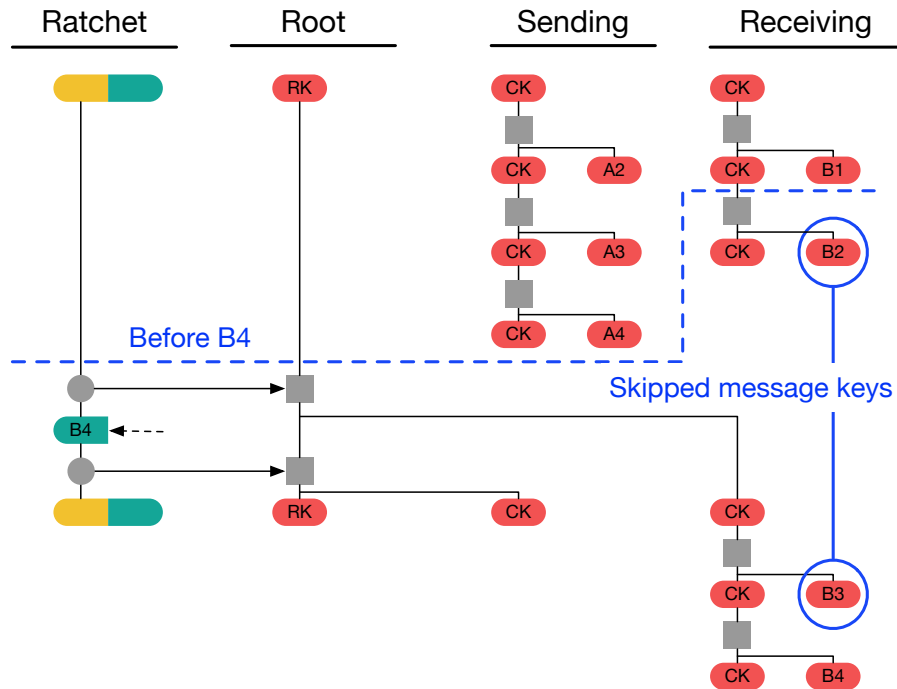 Ratchet Root Sending Receiving
RK CK CK
CK A2 CK B1
CK A3 CK B2
Before B4 CK A4
Skipped message keys
B4
RK CK CK
CK B3
CK B4